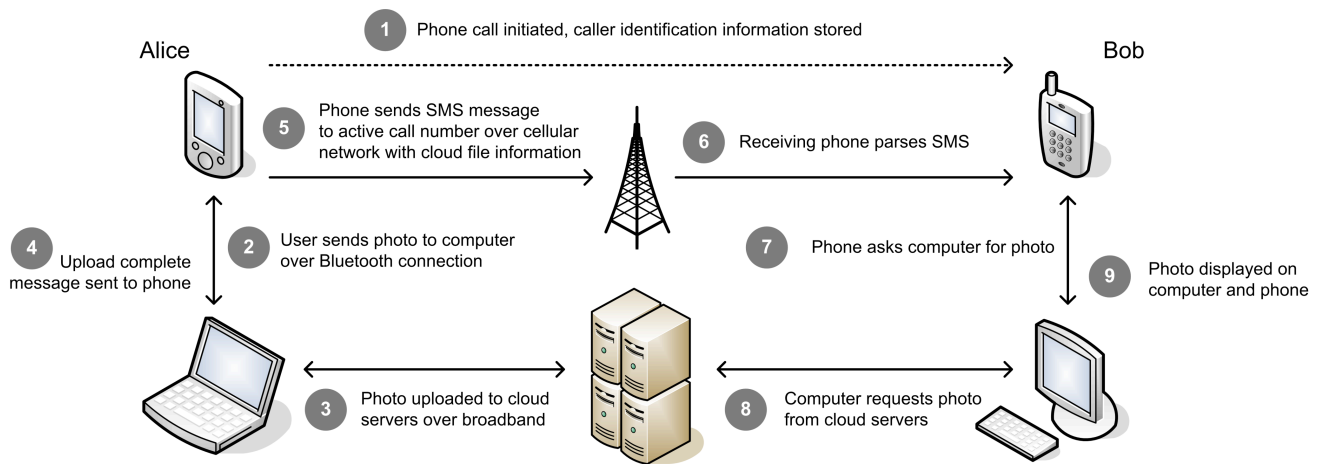 1
Phone call initiated, caller identification information stored
Alice
Bob
5
Phone sends SMS message
to active call number over cellular
network with cloud file information
6
Receiving phone parses SMS
4
Upload complete
message sent to phone
2
User sends photo to computer
over Bluetooth connection
7
Phone asks computer for photo
9
Photo displayed on
computer and phone
3
Photo uploaded to cloud
servers over broadband
8
Computer requests photo
from cloud servers